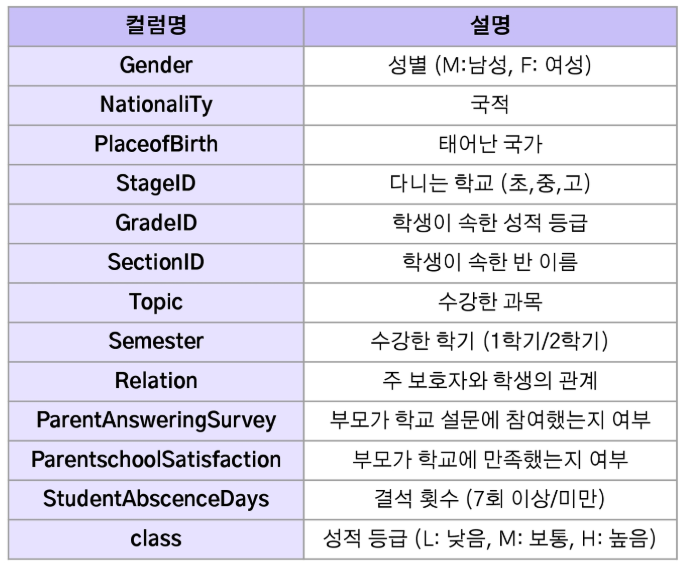 컬럼명 설명
Gender 성별 (M:남성, F: 여성)
NationaliTy 국적
PlaceofBirth 태어난 국가
StageID 다니는 학교 (초,중,고)
GradeID 학생이 속한 성적 등급
SectionID 학생이 속한 반 이름
Topic 수강한 과목
Semester 수강한 학기 (1학기/2학기)
Relation 주 보호자와 학생의 관계
ParentAnsweringSurvey 부모가 학교 설문에 참여했는지 여부
ParentschoolSatisfaction 부모가 학교에 만족했는지 여부
StudentAbscenceDays 결석 횟수 (7회 이상/미만)
class 성적 등급 (L: 낮음, M: 보통, H: 높음)